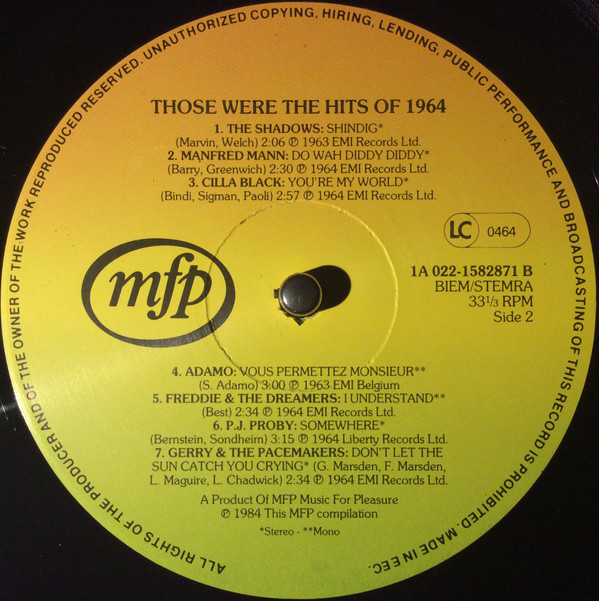 ALL RIGHTS OF THE PRODUCER AND OF THE OWNER OF THE WORK REPRODUCED RESERVED. UNAUTHORIZED COPYING, HIRING, LENDING, PUBLIC PERFORMANCE AND BROADCASTING OF THIS RECORD IS PROHIBITED. MADE IN EEC.
THOSE WERE THE HITS OF 1964
1. THE SHADOWS: SHINDIG*
(Marvin, Welch) 2:06 ℗ 1963 EMI Records Ltd.
2. MANFRED MANN: DO WAH DIDDY DIDDY*
(Barry, Greenwich) 2:30 ℗ 1964 EMI Records Ltd.
3. CILLA BLACK: YOU'RE MY WORLD*
(Bindi, Sigman, Paoli) 2:57 ℗ 1964 EMI Records Ltd.
LC 0464
mfp
1A 022-1582871 B
BIEM/STEMRA
33⅓ RPM
Side 2
4. ADAMO: VOUS PERMETTEZ MONSIEUR**
(S. Adamo) 3:00 ℗ 1963 EMI Belgium
5. FREDDIE & THE DREAMERS: I UNDERSTAND**
(Best) 2:34 ℗ 1964 EMI Records Ltd.
6. P.J. PROBY: SOMEWHERE*
(Bernstein, Sondheim) 3:15 ℗ 1964 Liberty Records Ltd.
7. GERRY & THE PACEMAKERS: DON'T LET THE
SUN CATCH YOU CRYING* (G. Marsden, F. Marsden,
L. Maguire, L. Chadwick) 2:34 ℗ 1964 EMI Records Ltd.
A Product Of MFP Music For Pleasure
℗ 1984 This MFP compilation
*Stereo - **Mono